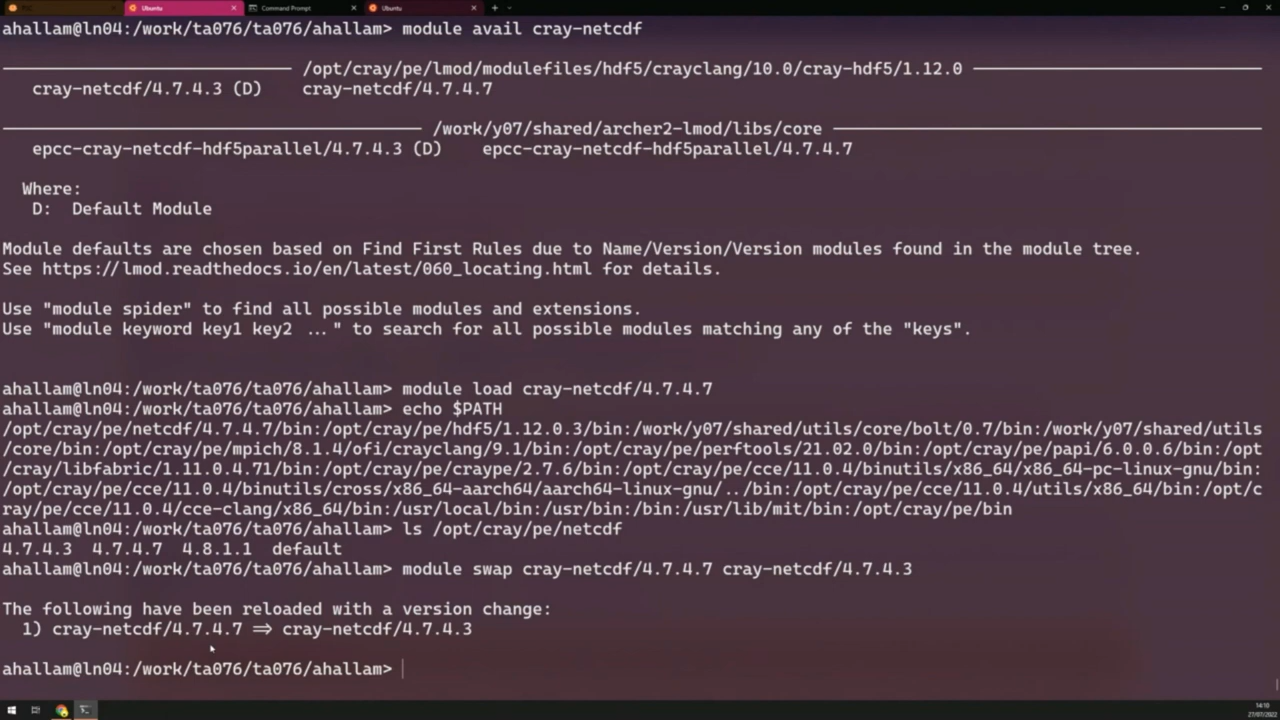 Ubuntu
Command Prompt
Ubuntu
ahallam@ln04:/work/ta076/ta076/ahallam> module avail cray-netcdf
/opt/cray/pe/lmod/modulefiles/hdf5/crayclang/10.0/cray-hdf5/1.12.0
cray-netcdf/4.7.4.3 (D)    cray-netcdf/4.7.4.7
/work/y07/shared/archer2-lmod/libs/core
epcc-cray-netcdf-hdf5parallel/4.7.4.3 (D)    epcc-cray-netcdf-hdf5parallel/4.7.4.7
Where:
D:  Default Module
Module defaults are chosen based on Find First Rules due to Name/Version/Version modules found in the module tree.
See https://lmod.readthedocs.io/en/latest/060_locating.html for details.
Use "module spider" to find all possible modules and extensions.
Use "module keyword key1 key2 ..." to search for all possible modules matching any of the "keys".
ahallam@ln04:/work/ta076/ta076/ahallam> module load cray-netcdf/4.7.4.7
ahallam@ln04:/work/ta076/ta076/ahallam> echo $PATH
/opt/cray/pe/netcdf/4.7.4.7/bin:/opt/cray/pe/hdf5/1.12.0.3/bin:/work/y07/shared/utils/core/bolt/0.7/bin:/work/y07/shared/utils
/core/bin:/opt/cray/pe/mpich/8.1.4/ofi/crayclang/9.1/bin:/opt/cray/pe/perftools/21.02.0/bin:/opt/cray/pe/papi/6.0.0.6/bin:/opt
/cray/libfabric/1.11.0.4.71/bin:/opt/cray/pe/craype/2.7.6/bin:/opt/cray/pe/cce/11.0.4/binutils/x86_64/x86_64-pc-linux-gnu/bin:
/opt/cray/pe/cce/11.0.4/binutils/cross/x86_64-aarch64/aarch64-linux-gnu/../bin:/opt/cray/pe/cce/11.0.4/utils/x86_64/bin:/opt/c
ray/pe/cce/11.0.4/cce-clang/x86_64/bin:/usr/local/bin:/usr/bin:/bin:/usr/lib/mit/bin:/opt/cray/pe/bin
ahallam@ln04:/work/ta076/ta076/ahallam> ls /opt/cray/pe/netcdf
4.7.4.3  4.7.4.7  4.8.1.1  default
ahallam@ln04:/work/ta076/ta076/ahallam> module swap cray-netcdf/4.7.4.7 cray-netcdf/4.7.4.3
The following have been reloaded with a version change:
1) cray-netcdf/4.7.4.7 => cray-netcdf/4.7.4.3
ahallam@ln04:/work/ta076/ta076/ahallam>
14:10
27/07/2022